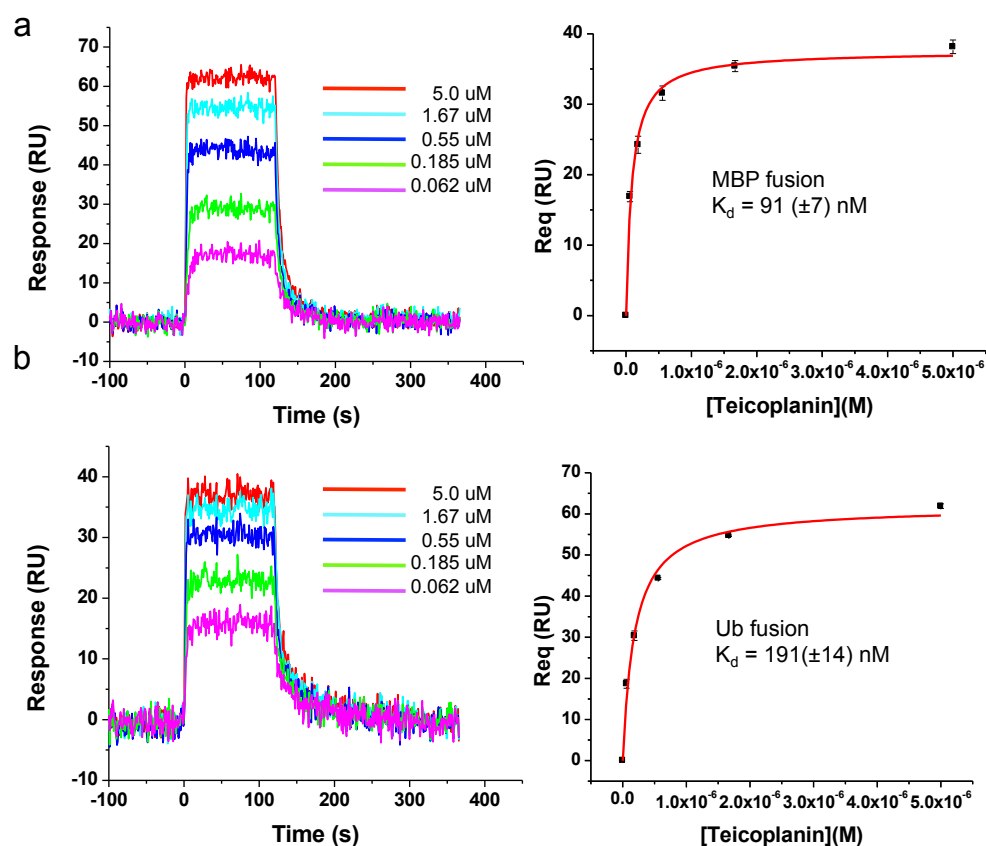 a
Response (RU)
70
60
50
40
30
20
10
0
-10
-100 0 100 200 300 400
Time (s)
5.0 uM
1.67 uM
0.55 uM
0.185 uM
0.062 uM
Req (RU)
40
30
20
10
0
0.0 1.0x10⁻⁶ 2.0x10⁻⁶ 3.0x10⁻⁶ 4.0x10⁻⁶ 5.0x10⁻⁶
[Teicoplanin](M)
MBP fusion
K_d = 91 (±7) nM
b
Response (RU)
40
30
20
10
0
-10
-100 0 100 200 300 400
Time (s)
5.0 uM
1.67 uM
0.55 uM
0.185 uM
0.062 uM
Req (RU)
70
60
50
40
30
20
10
0
0.0 1.0x10⁻⁶ 2.0x10⁻⁶ 3.0x10⁻⁶ 4.0x10⁻⁶ 5.0x10⁻⁶
[Teicoplanin](M)
Ub fusion
K_d = 191(±14) nM